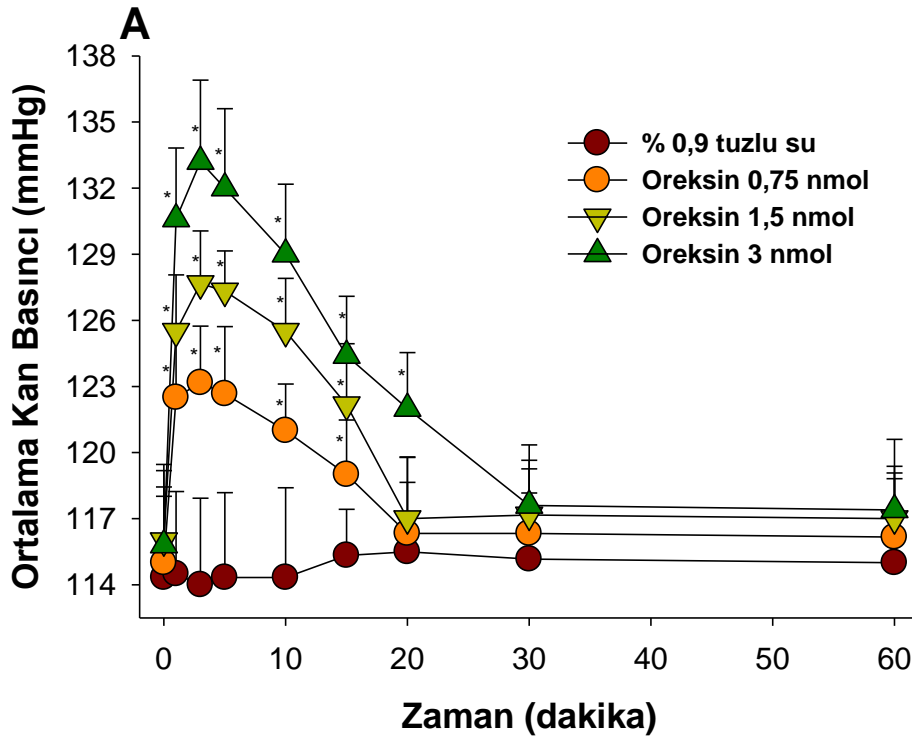 A
138
135
132
129
126
123
120
117
114
Ortalama Kan Basıncı (mmHg)
% 0,9 tuzlu su
Oreksin 0,75 nmol
Oreksin 1,5 nmol
Oreksin 3 nmol
* * * * * *
* * * * *
* * * * *
0 10 20 30 40 50 60
Zaman (dakika)